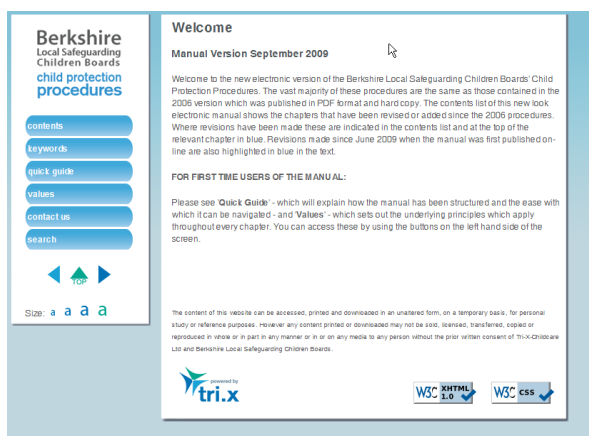 Berkshire
Local Safeguarding
Children Boards
child protection
procedures
contents
keywords
quick guide
values
contact us
search
TOP
Size: a a a a
Welcome
Manual Version September 2009
Welcome to the new electronic version of the Berkshire Local Safeguarding Children Boards' Child
Protection Procedures. The vast majority of these procedures are the same as those contained in the
2006 version which was published in PDF format and hard copy. The contents list of this new look
electronic manual shows the chapters that have been revised or added since the 2006 procedures.
Where revisions have been made these are indicated in the contents list and at the top of the
relevant chapter in blue. Revisions made since June 2009 when the manual was first published on-
line are also highlighted in blue in the text.
FOR FIRST TIME USERS OF THE MANUAL:
Please see 'Quick Guide' - which will explain how the manual has been structured and the ease with
which it can be navigated - and 'Values' - which sets out the underlying principles which apply
throughout every chapter. You can access these by using the buttons on the left hand side of the
screen.
The content of this website can be accessed, printed and downloaded in an unaltered form, on a temporary basis, for personal
study or reference purposes. However any content printed or downloaded may not be sold, licensed, transferred, copied or
reproduced in whole or in part in any manner or in or on any media to any person without the prior written consent of Tri-X-Childcare
Ltd and Berkshire Local Safeguarding Children Boards.
powered by
tri.x
W3C XHTML 1.0
W3C css